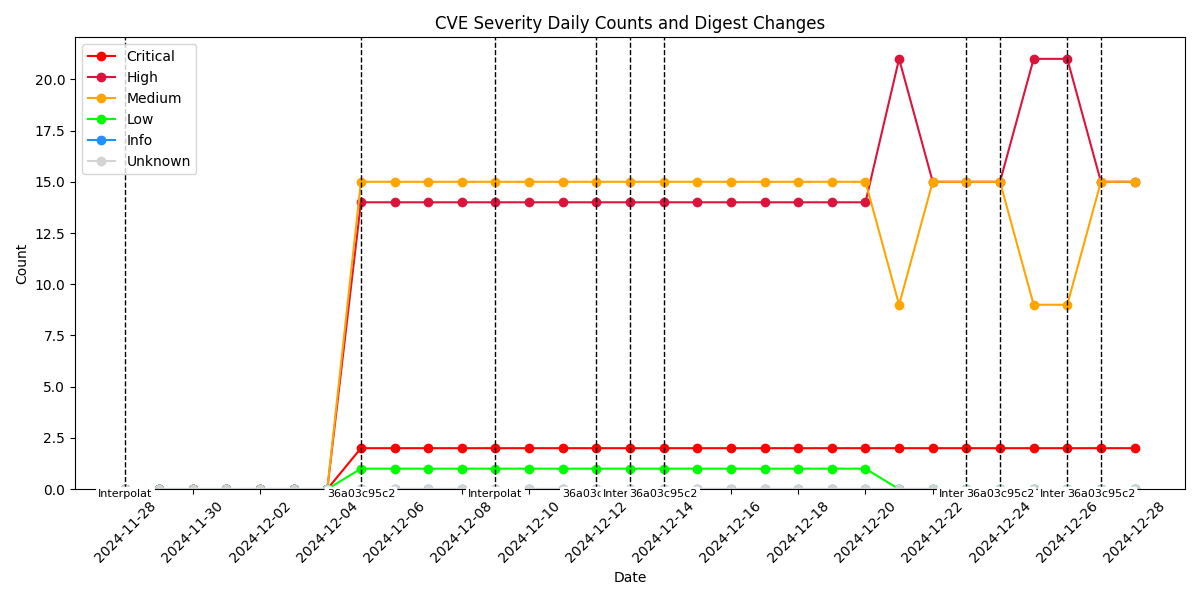 CVE Severity Daily Counts and Digest Changes
Critical
High
Medium
Low
Info
Unknown
Count
20.0
17.5
15.0
12.5
10.0
7.5
5.0
2.5
0.0
Interpolat
36a03c95c2
Interpolat
36a03c
Inter
36a03c95c2
Inter
36a03c95c2
Inter
36a03c95c2
2024-11-28
2024-11-30
2024-12-02
2024-12-04
2024-12-06
2024-12-08
2024-12-10
2024-12-12
2024-12-14
2024-12-16
2024-12-18
2024-12-20
2024-12-22
2024-12-24
2024-12-26
2024-12-28
Date